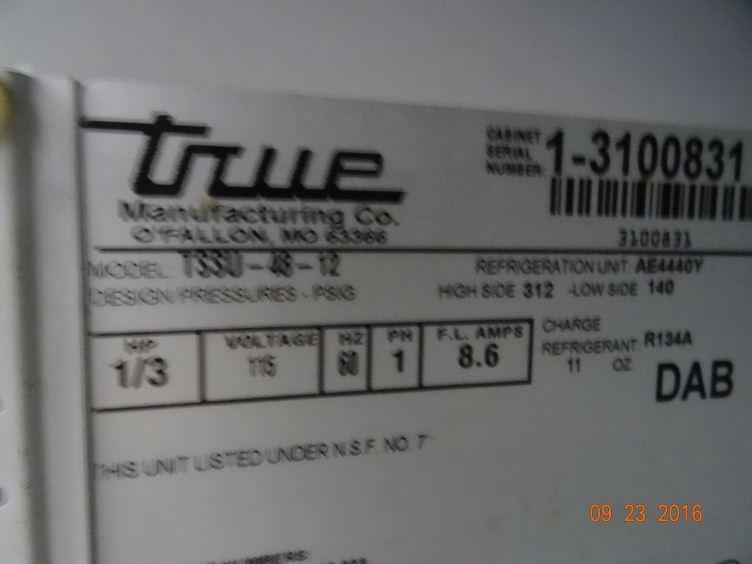 true
Manufacturing Co.
O'FALLON, MO 63366
CABINET
SERIAL
NUMBER: 1-3100831
3100831
MODEL: TSSU-48-12
REFRIGERATION UNIT: AE4440Y
DESIGN PRESSURES - PSIG
HIGH SIDE 312 - LOW SIDE 140
HP VOLTAGE HZ PH F.L. AMPS
1/3 115 60 1 8.6
CHARGE
REFRIGERANT: R134A
11 OZ
DAB
THIS UNIT LISTED UNDER N.S.F. NO. 7
09 23 2016